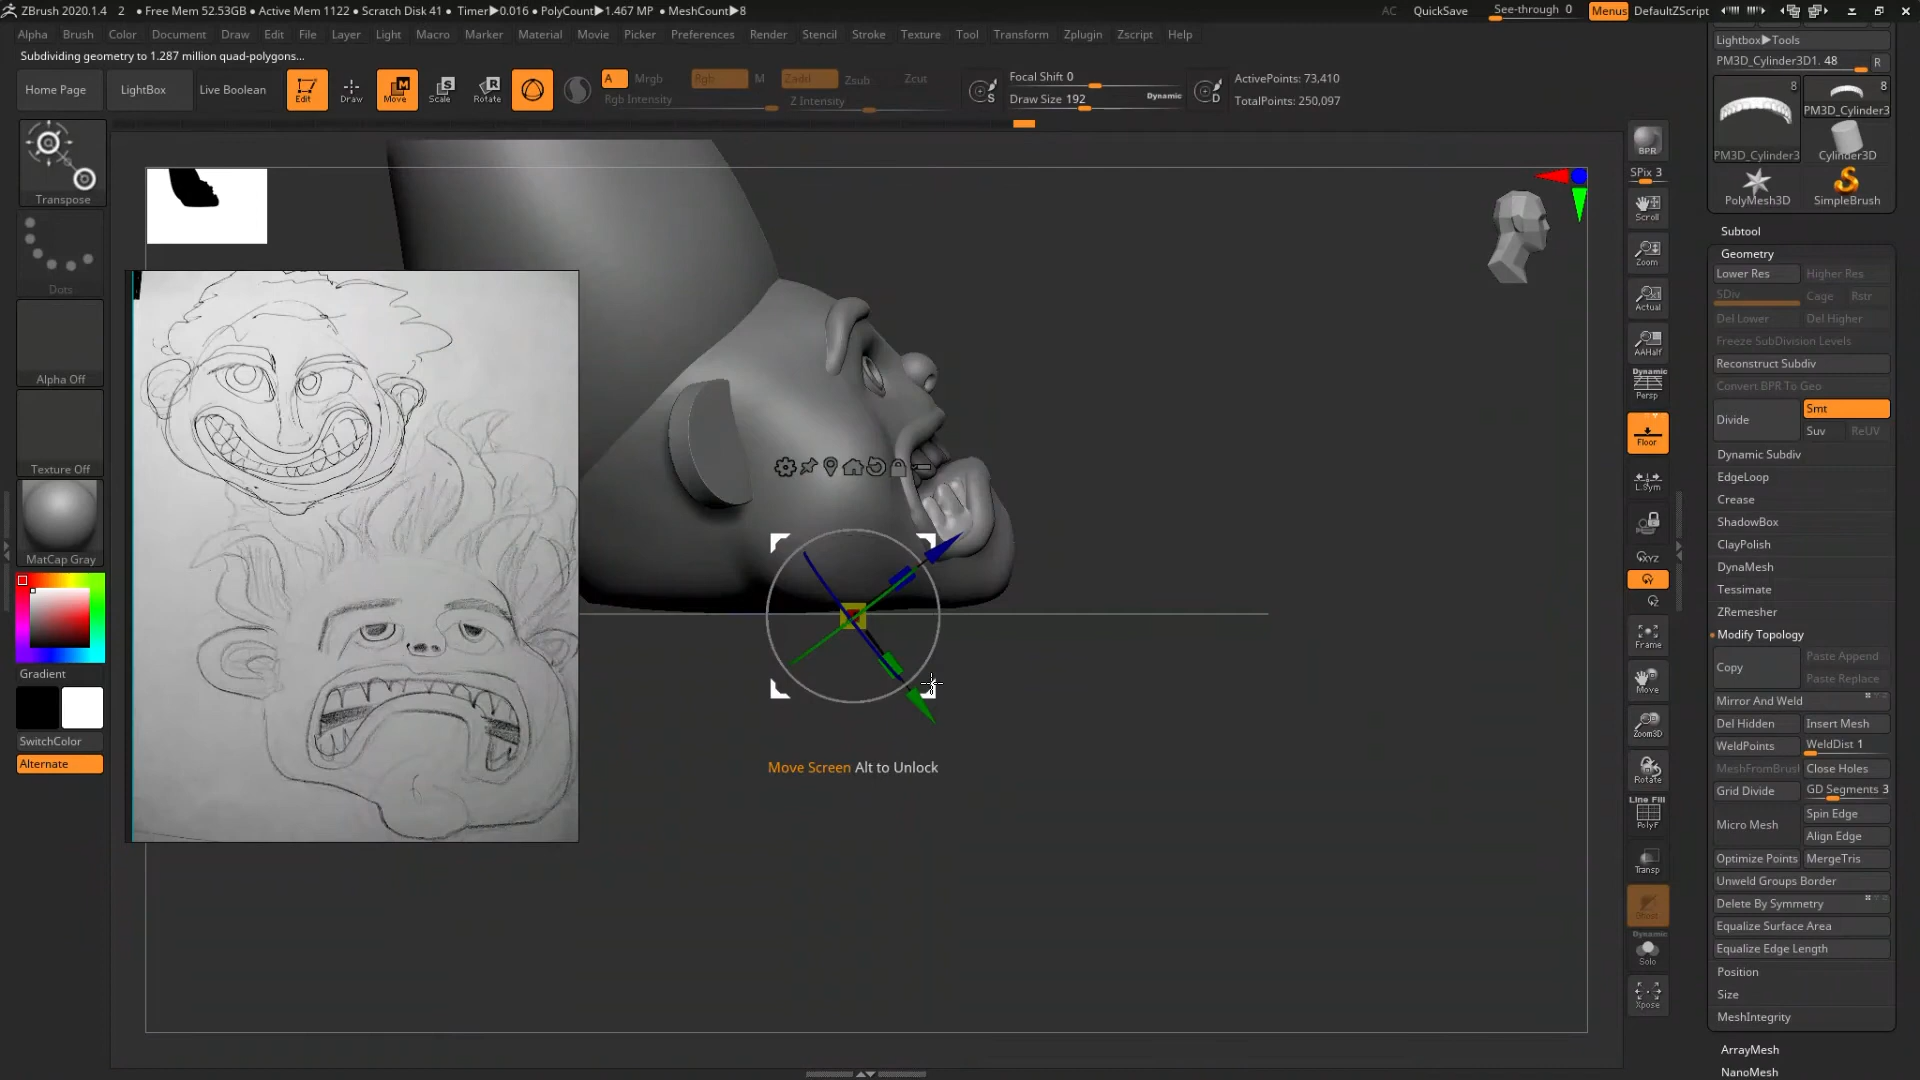 ZBrush 2020.1.4 2 ● Free Mem 52.53GB ● Active Mem 1122 ● Scratch Disk 41 ● Timer▶0.016 ● PolyCount▶1.467 MP ● MeshCount▶8 AC QuickSave See-through 0 Menus DefaultZScript
Alpha Brush Color Document Draw Edit File Layer Light Macro Marker Material Movie Picker Preferences Render Stencil Stroke Texture Tool Transform Zplugin Zscript Help
Subdividing geometry to 1.287 million quad-polygons...
Home Page LightBox Live Boolean Edit Draw Move Scale Rotate
A Mrgb Rgb M Zadd Zsub Zcut
Rgb Intensity Z Intensity
Focal Shift 0
Draw Size 192 Dynamic
ActivePoints: 73,410
TotalPoints: 250,097
Transpose
Dots
Alpha Off
Texture Off
MatCap Gray
Gradient
SwitchColor
Alternate
Move Screen Alt to Unlock
BPR
SPix 3
Scroll
Zoom
Actual
AAHalf
Dynamic
Persp
Floor
L.Sym
XYZ
Frame
Move
Zoom3D
Rotate
Line Fill
PolyF
Transp
Dynamic
Solo
Xpose
Lightbox▶Tools
PM3D_Cylinder3D1. 48 R
8 8
PM3D_Cylinder3
PM3D_Cylinder3 Cylinder3D
PolyMesh3D SimpleBrush
Subtool
Geometry
Lower Res Higher Res
SDiv Cage Rstr
Del Lower Del Higher
Freeze SubDivision Levels
Reconstruct Subdiv
Convert BPR To Geo
Divide Smt
Suv ReUV
Dynamic Subdiv
EdgeLoop
Crease
ShadowBox
ClayPolish
DynaMesh
Tessimate
ZRemesher
Modify Topology
Copy Paste Append
Paste Replace
Mirror And Weld
Del Hidden Insert Mesh
WeldPoints WeldDist 1
MeshFromBrush Close Holes
Grid Divide GD Segments 3
Micro Mesh Spin Edge
Align Edge
Optimize Points MergeTris
Unweld Groups Border
Delete By Symmetry
Equalize Surface Area
Equalize Edge Length
Position
Size
MeshIntegrity
ArrayMesh
NanoMesh